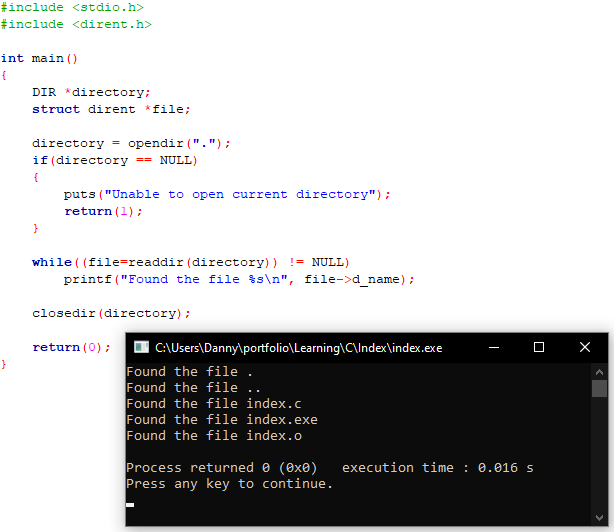 #include <stdio.h>
#include <dirent.h>
int main()
{
    DIR *directory;
    struct dirent *file;
    directory = opendir(".");
    if(directory == NULL)
    {
        puts("Unable to open current directory");
        return(1);
    }
    while((file=readdir(directory)) != NULL)
        printf("Found the file %s\n", file->d_name);
    closedir(directory);
    return(0);
}
C:\Users\Danny\portfolio\Learning\C\Index\index.exe
Found the file .
Found the file ..
Found the file index.c
Found the file index.exe
Found the file index.o
Process returned 0 (0x0)   execution time : 0.016 s
Press any key to continue.